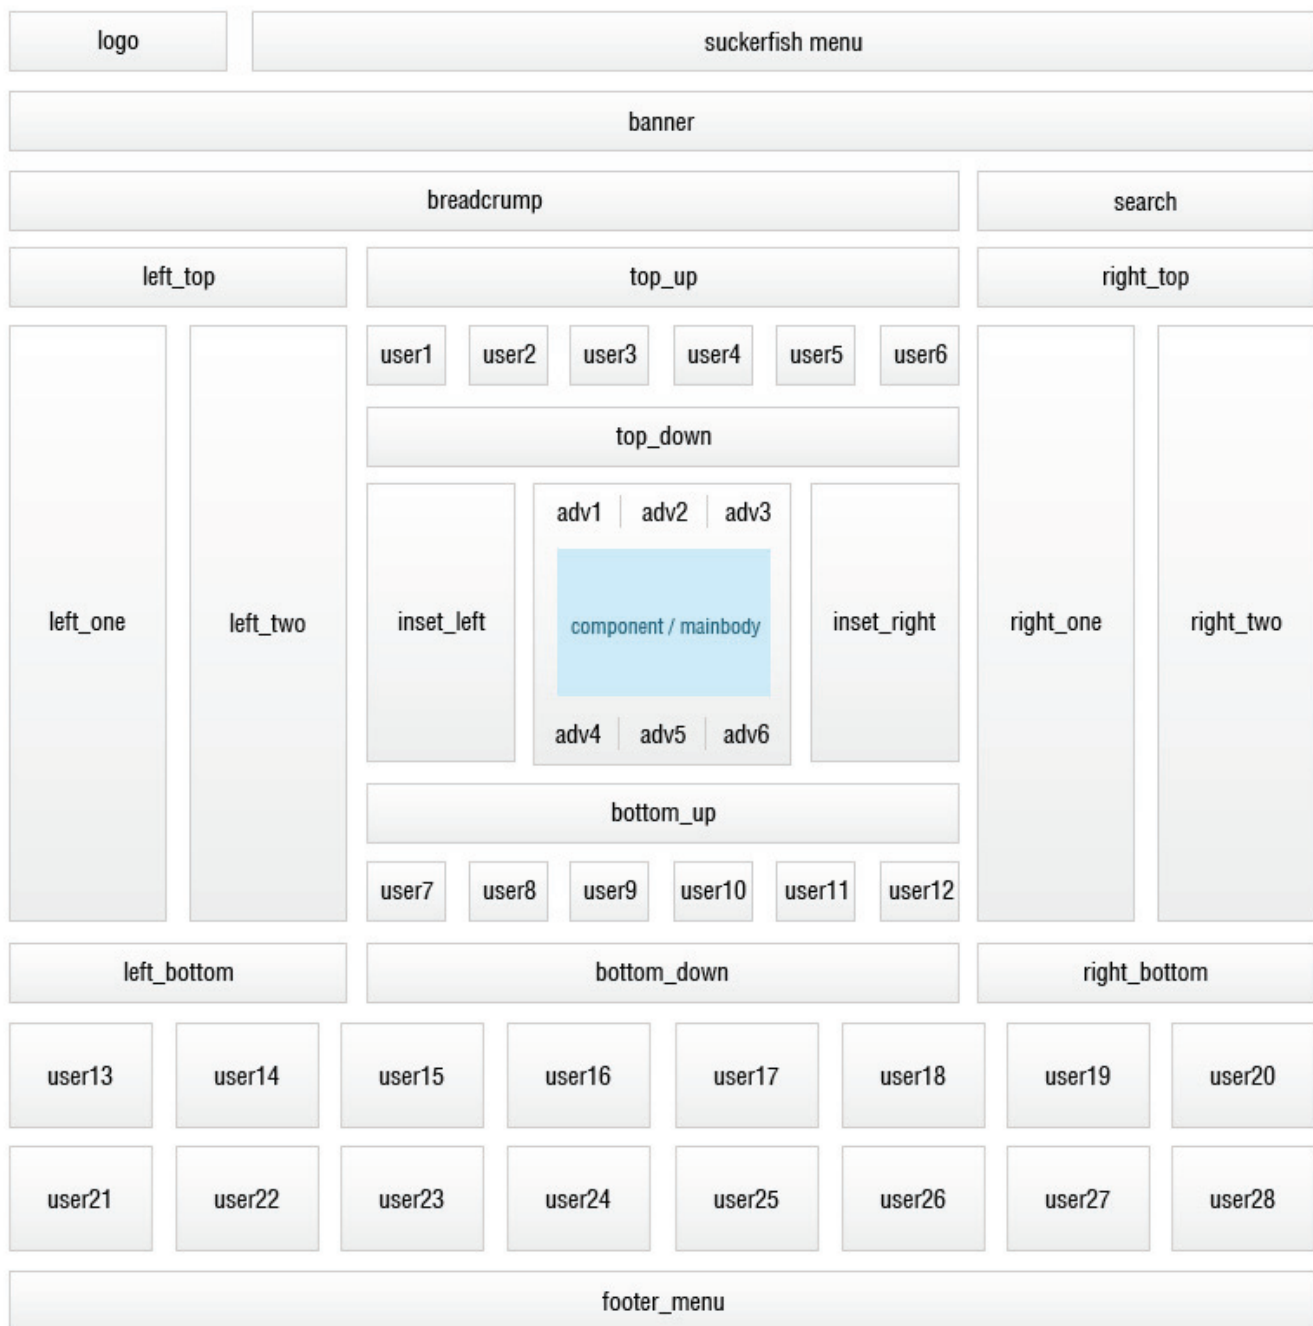 logo suckerfish menu
banner
breadcrump search
left_top top_up right_top
user1 user2 user3 user4 user5 user6
top_down
adv1 adv2 adv3
left_one left_two inset_left component / mainbody inset_right right_one right_two
adv4 adv5 adv6
bottom_up
user7 user8 user9 user10 user11 user12
left_bottom bottom_down right_bottom
user13 user14 user15 user16 user17 user18 user19 user20
user21 user22 user23 user24 user25 user26 user27 user28
footer_menu